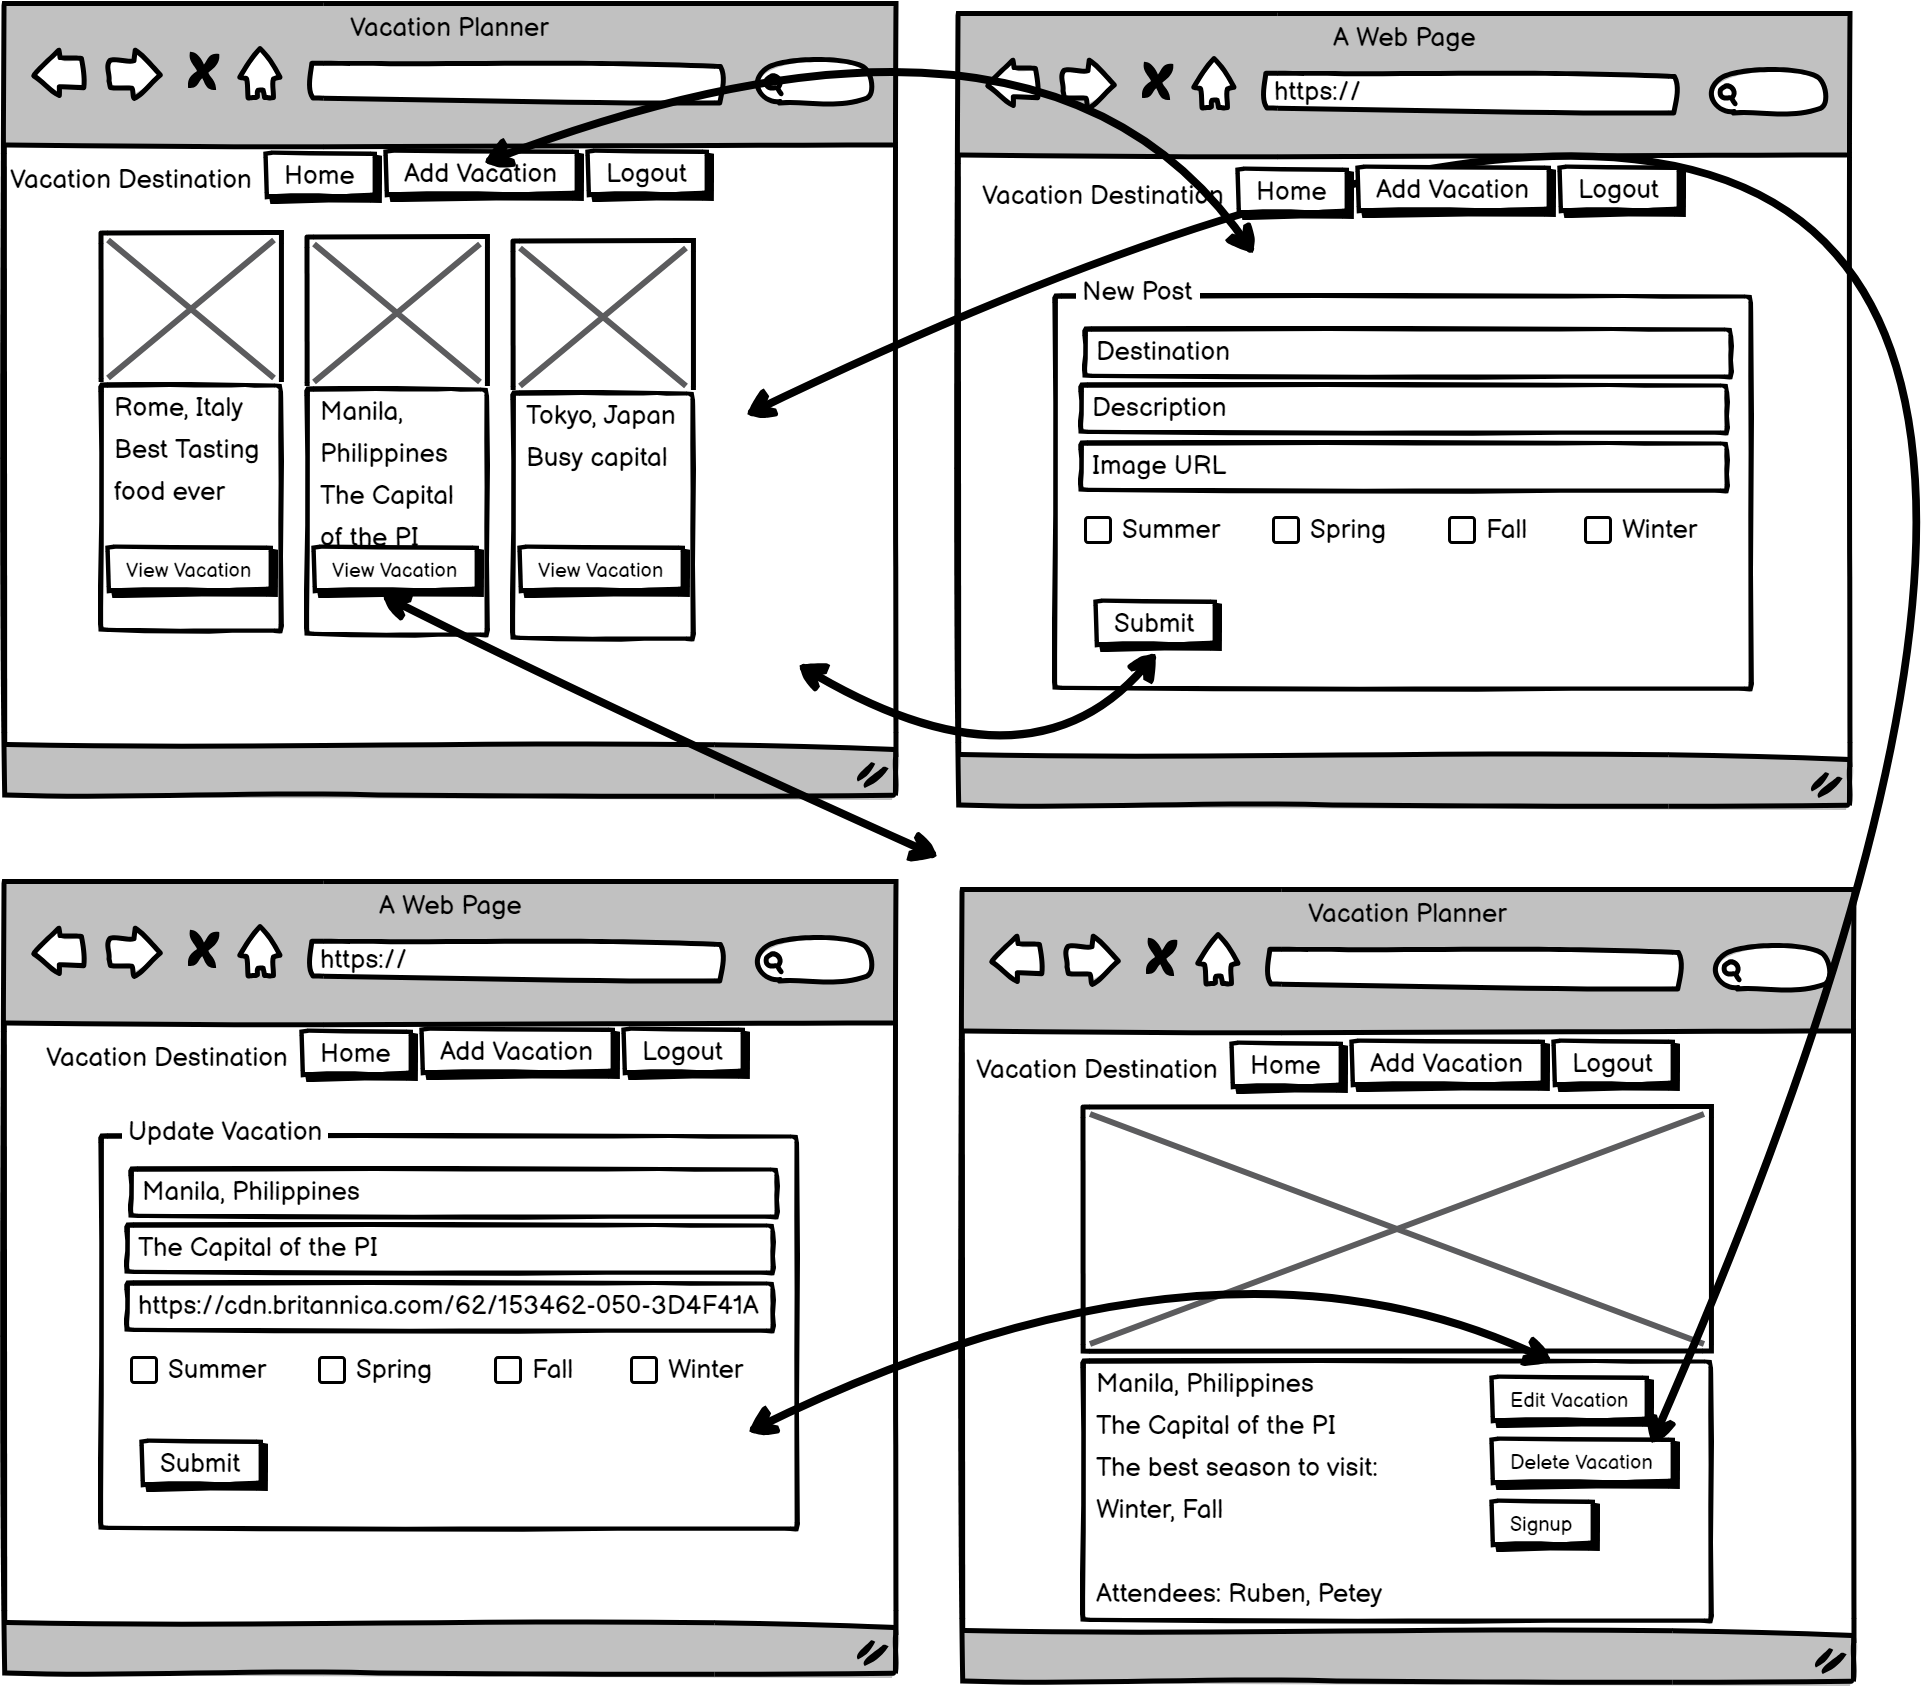 Vacation Planner
Vacation Destination Home Add Vacation Logout
Rome, Italy
Best Tasting
food ever
View Vacation
Manila,
Philippines
The Capital
of the PI
View Vacation
Tokyo, Japan
Busy capital
View Vacation
A Web Page
https://
Vacation Destination Home Add Vacation Logout
New Post
Destination
Description
Image URL
Summer Spring Fall Winter
Submit
A Web Page
https://
Vacation Destination Home Add Vacation Logout
Update Vacation
Manila, Philippines
The Capital of the PI
https://cdn.britannica.com/62/153462-050-3D4F41A
Summer Spring Fall Winter
Submit
Vacation Planner
Vacation Destination Home Add Vacation Logout
Manila, Philippines
The Capital of the PI
The best season to visit:
Winter, Fall
Attendees: Ruben, Petey
Edit Vacation
Delete Vacation
Signup